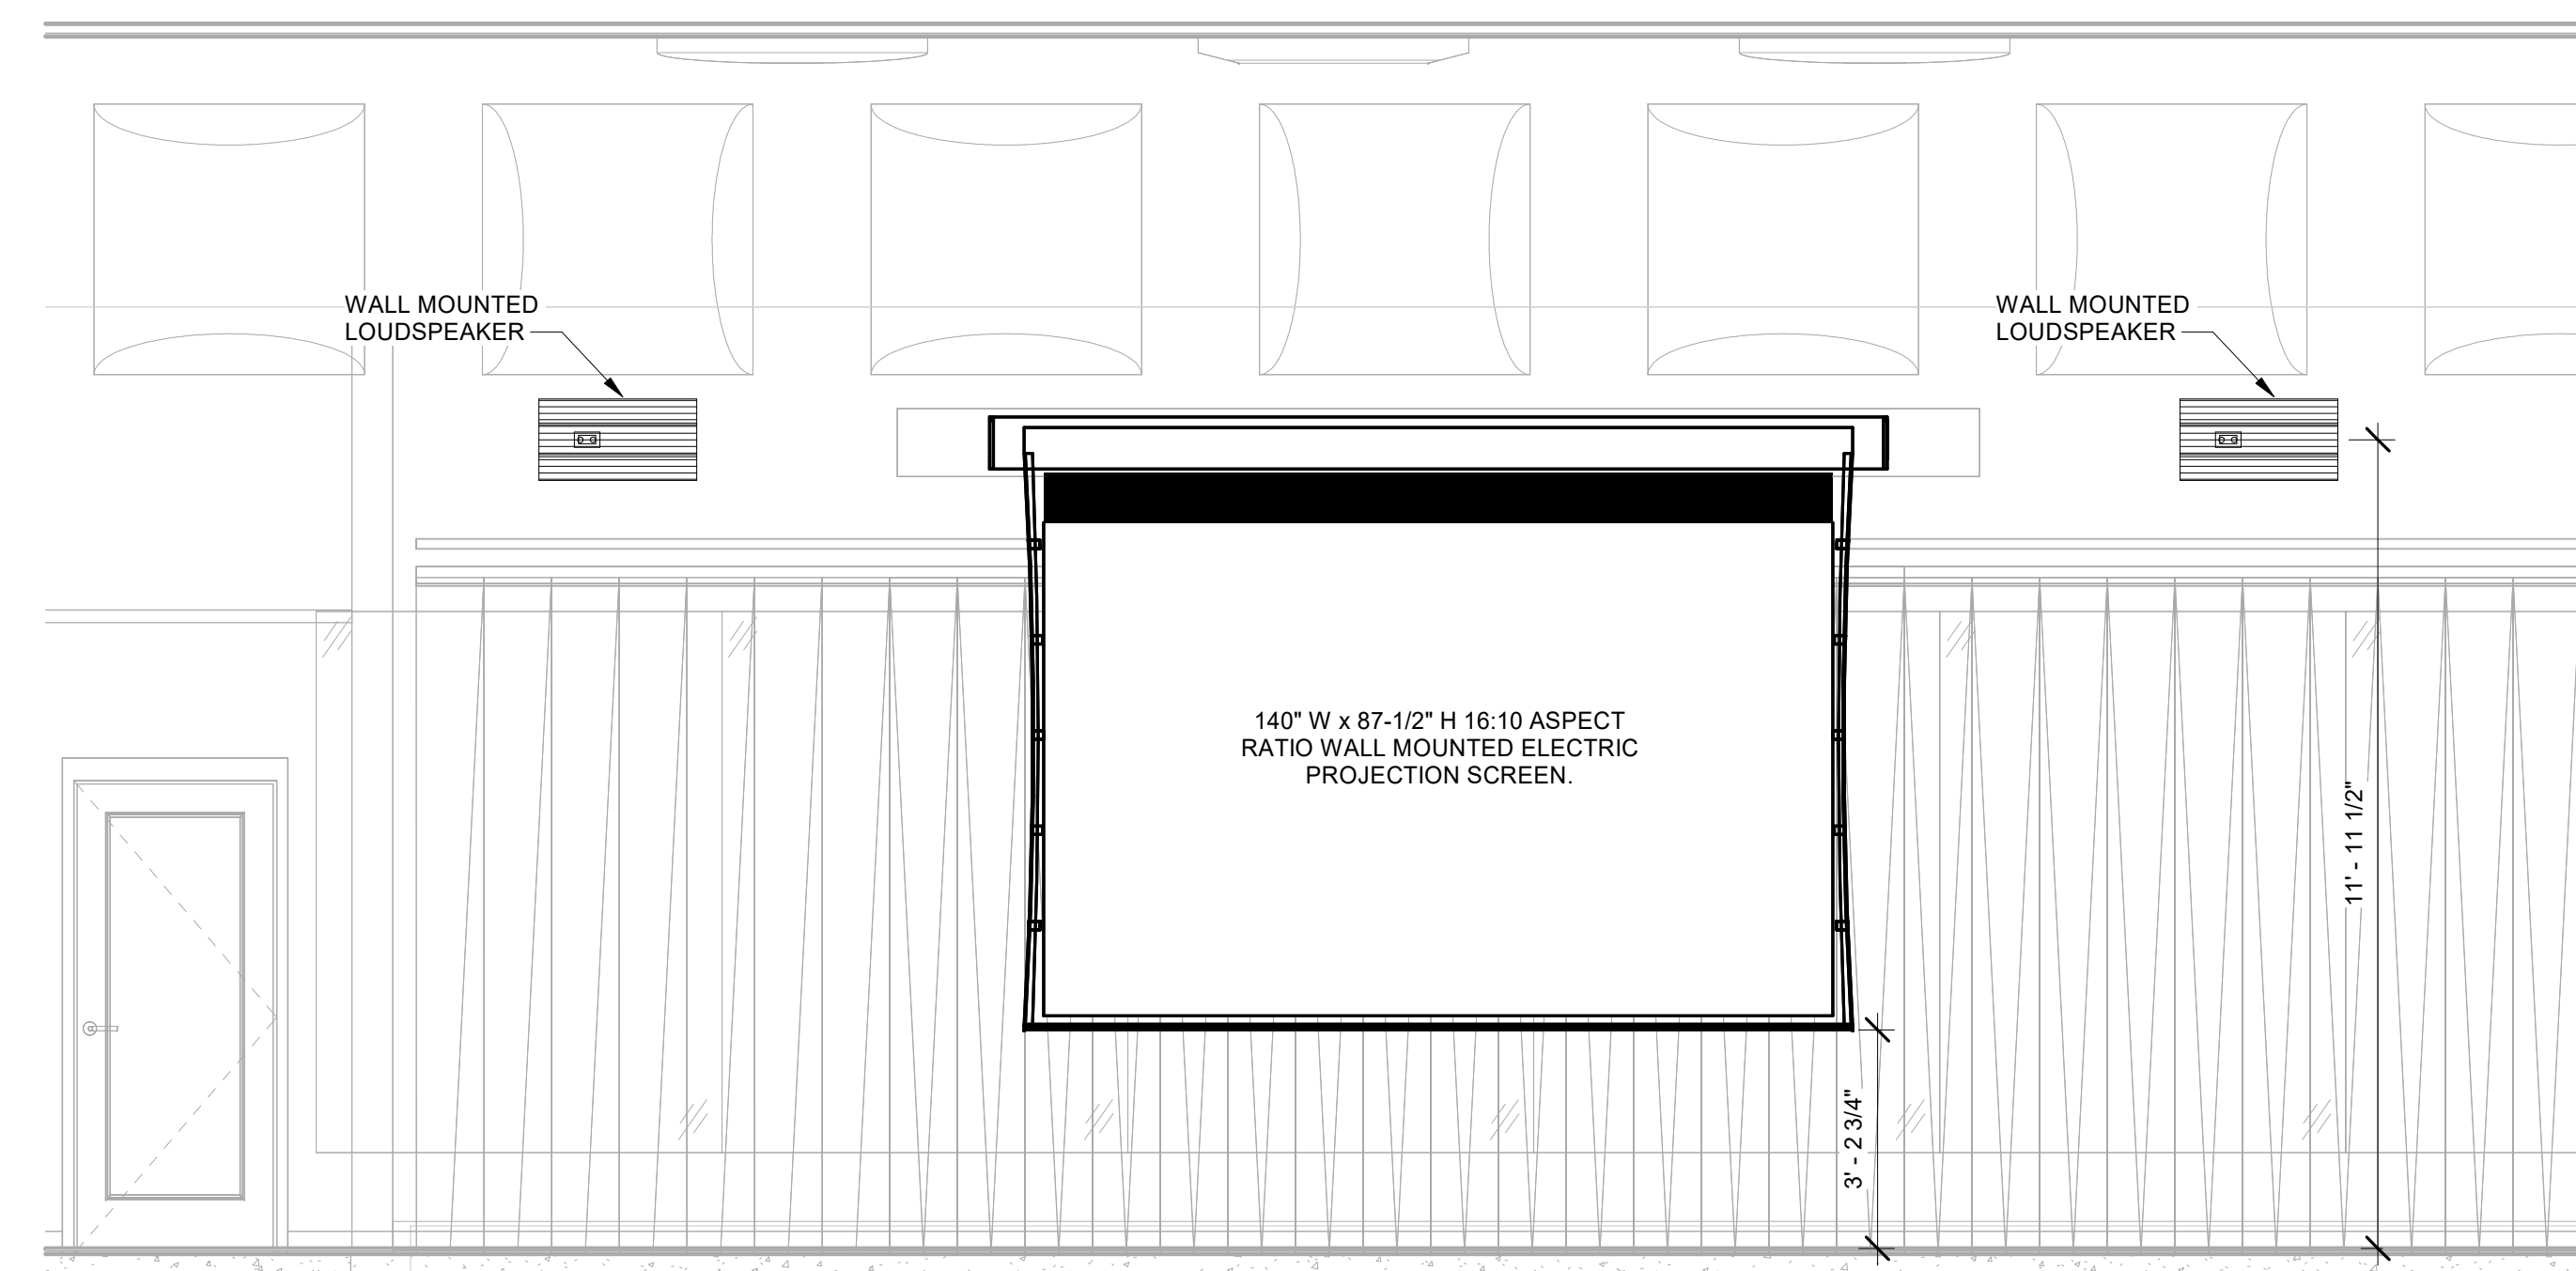 WALL MOUNTED
LOUDSPEAKER
WALL MOUNTED
LOUDSPEAKER
140" W x 87-1/2" H 16:10 ASPECT
RATIO WALL MOUNTED ELECTRIC
PROJECTION SCREEN.
11' - 11 1/2"
3' - 2 3/4"